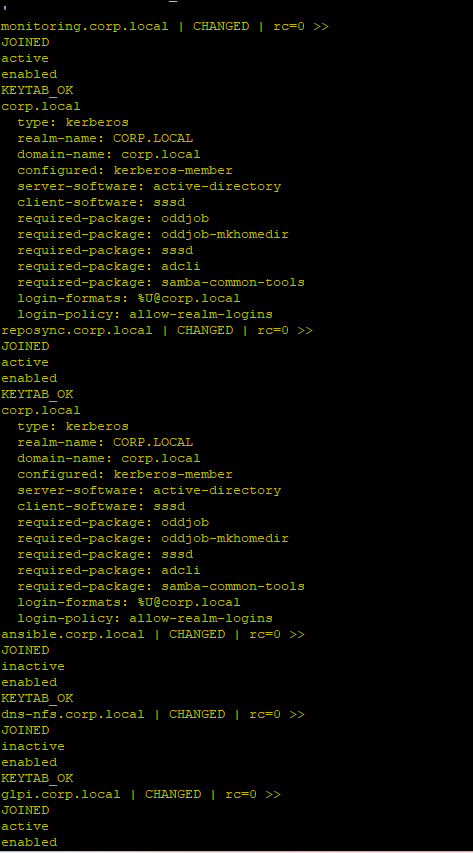 '
monitoring.corp.local | CHANGED | rc=0 >>
JOINED
active
enabled
KEYTAB_OK
corp.local
  type: kerberos
  realm-name: CORP.LOCAL
  domain-name: corp.local
  configured: kerberos-member
  server-software: active-directory
  client-software: sssd
  required-package: oddjob
  required-package: oddjob-mkhomedir
  required-package: sssd
  required-package: adcli
  required-package: samba-common-tools
  login-formats: %U@corp.local
  login-policy: allow-realm-logins
reposync.corp.local | CHANGED | rc=0 >>
JOINED
active
enabled
KEYTAB_OK
corp.local
  type: kerberos
  realm-name: CORP.LOCAL
  domain-name: corp.local
  configured: kerberos-member
  server-software: active-directory
  client-software: sssd
  required-package: oddjob
  required-package: oddjob-mkhomedir
  required-package: sssd
  required-package: adcli
  required-package: samba-common-tools
  login-formats: %U@corp.local
  login-policy: allow-realm-logins
ansible.corp.local | CHANGED | rc=0 >>
JOINED
inactive
enabled
KEYTAB_OK
dns-nfs.corp.local | CHANGED | rc=0 >>
JOINED
inactive
enabled
KEYTAB_OK
glpi.corp.local | CHANGED | rc=0 >>
JOINED
active
enabled